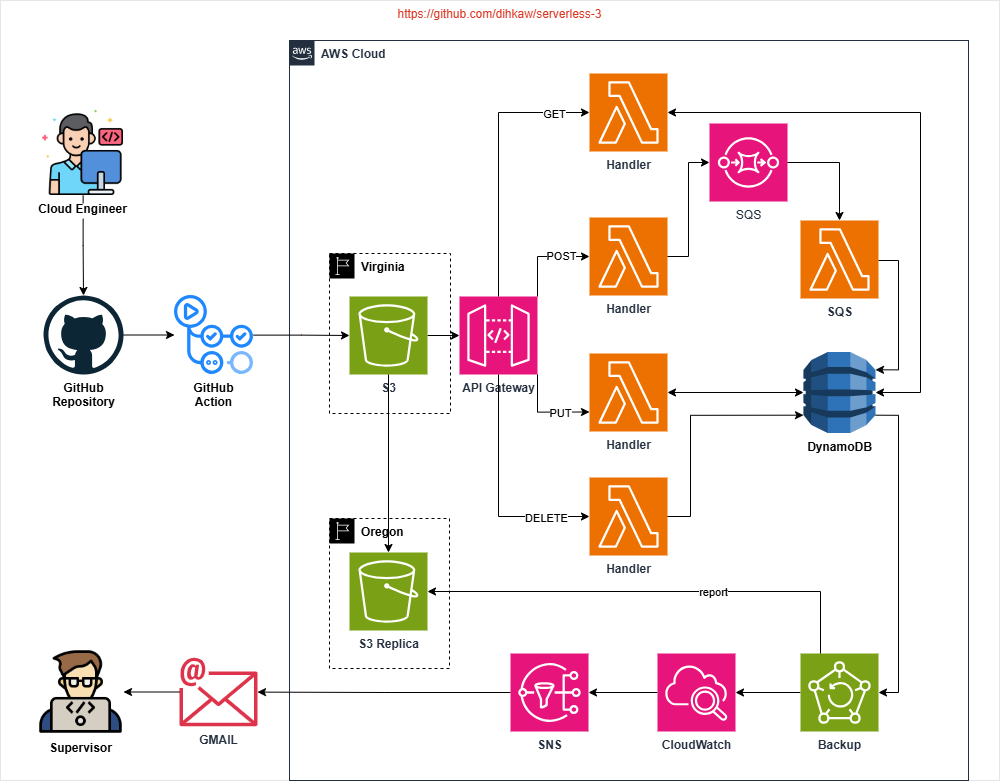 https://github.com/dihkaw/serverless-3
aws
AWS Cloud
GET
Handler
SQS
Cloud Engineer
POST
Handler
SQS
Virginia
S3
API Gateway
GitHub
Repository
GitHub
Action
PUT
Handler
DynamoDB
DELETE
Handler
Oregon
S3 Replica
report
Supervisor
@
GMAIL
SNS
CloudWatch
Backup